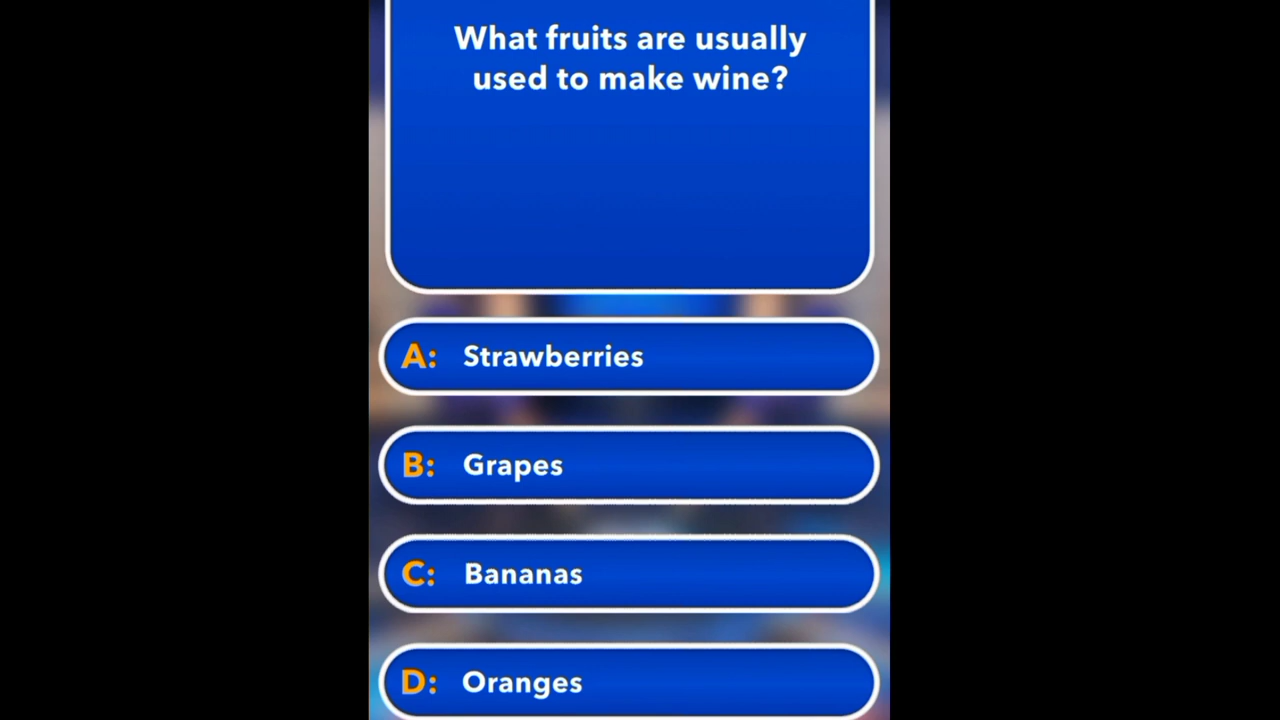 What fruits are usually
used to make wine?
A: Strawberries
B: Grapes
C: Bananas
D: Oranges